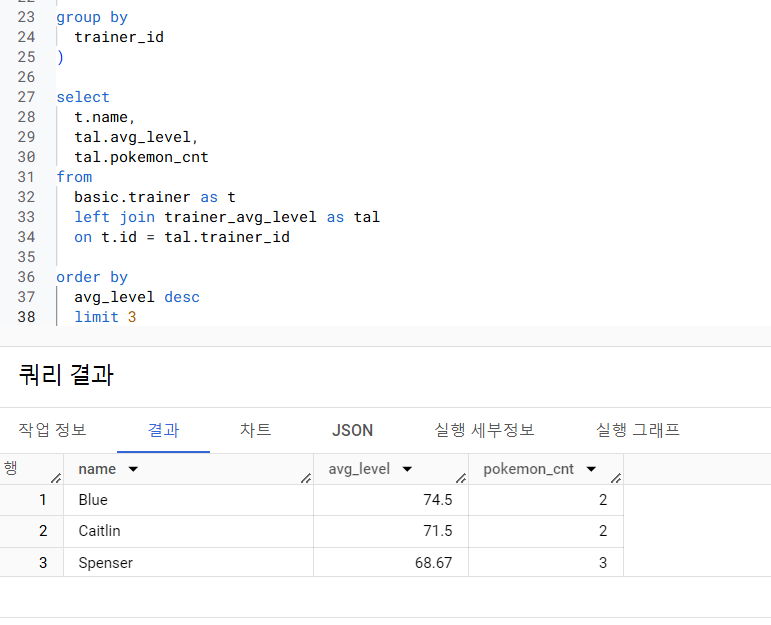 23 group by
24 trainer_id
25 )
26
27 select
28 t.name,
29 tal.avg_level,
30 tal.pokemon_cnt
31 from
32 basic.trainer as t
33 left join trainer_avg_level as tal
34 on t.id = tal.trainer_id
35
36 order by
37 avg_level desc
38 limit 3
쿼리 결과
작업 정보 결과 차트 JSON 실행 세부정보 실행 그래프
행 name avg_level pokemon_cnt
1 Blue 74.5 2
2 Caitlin 71.5 2
3 Spenser 68.67 3